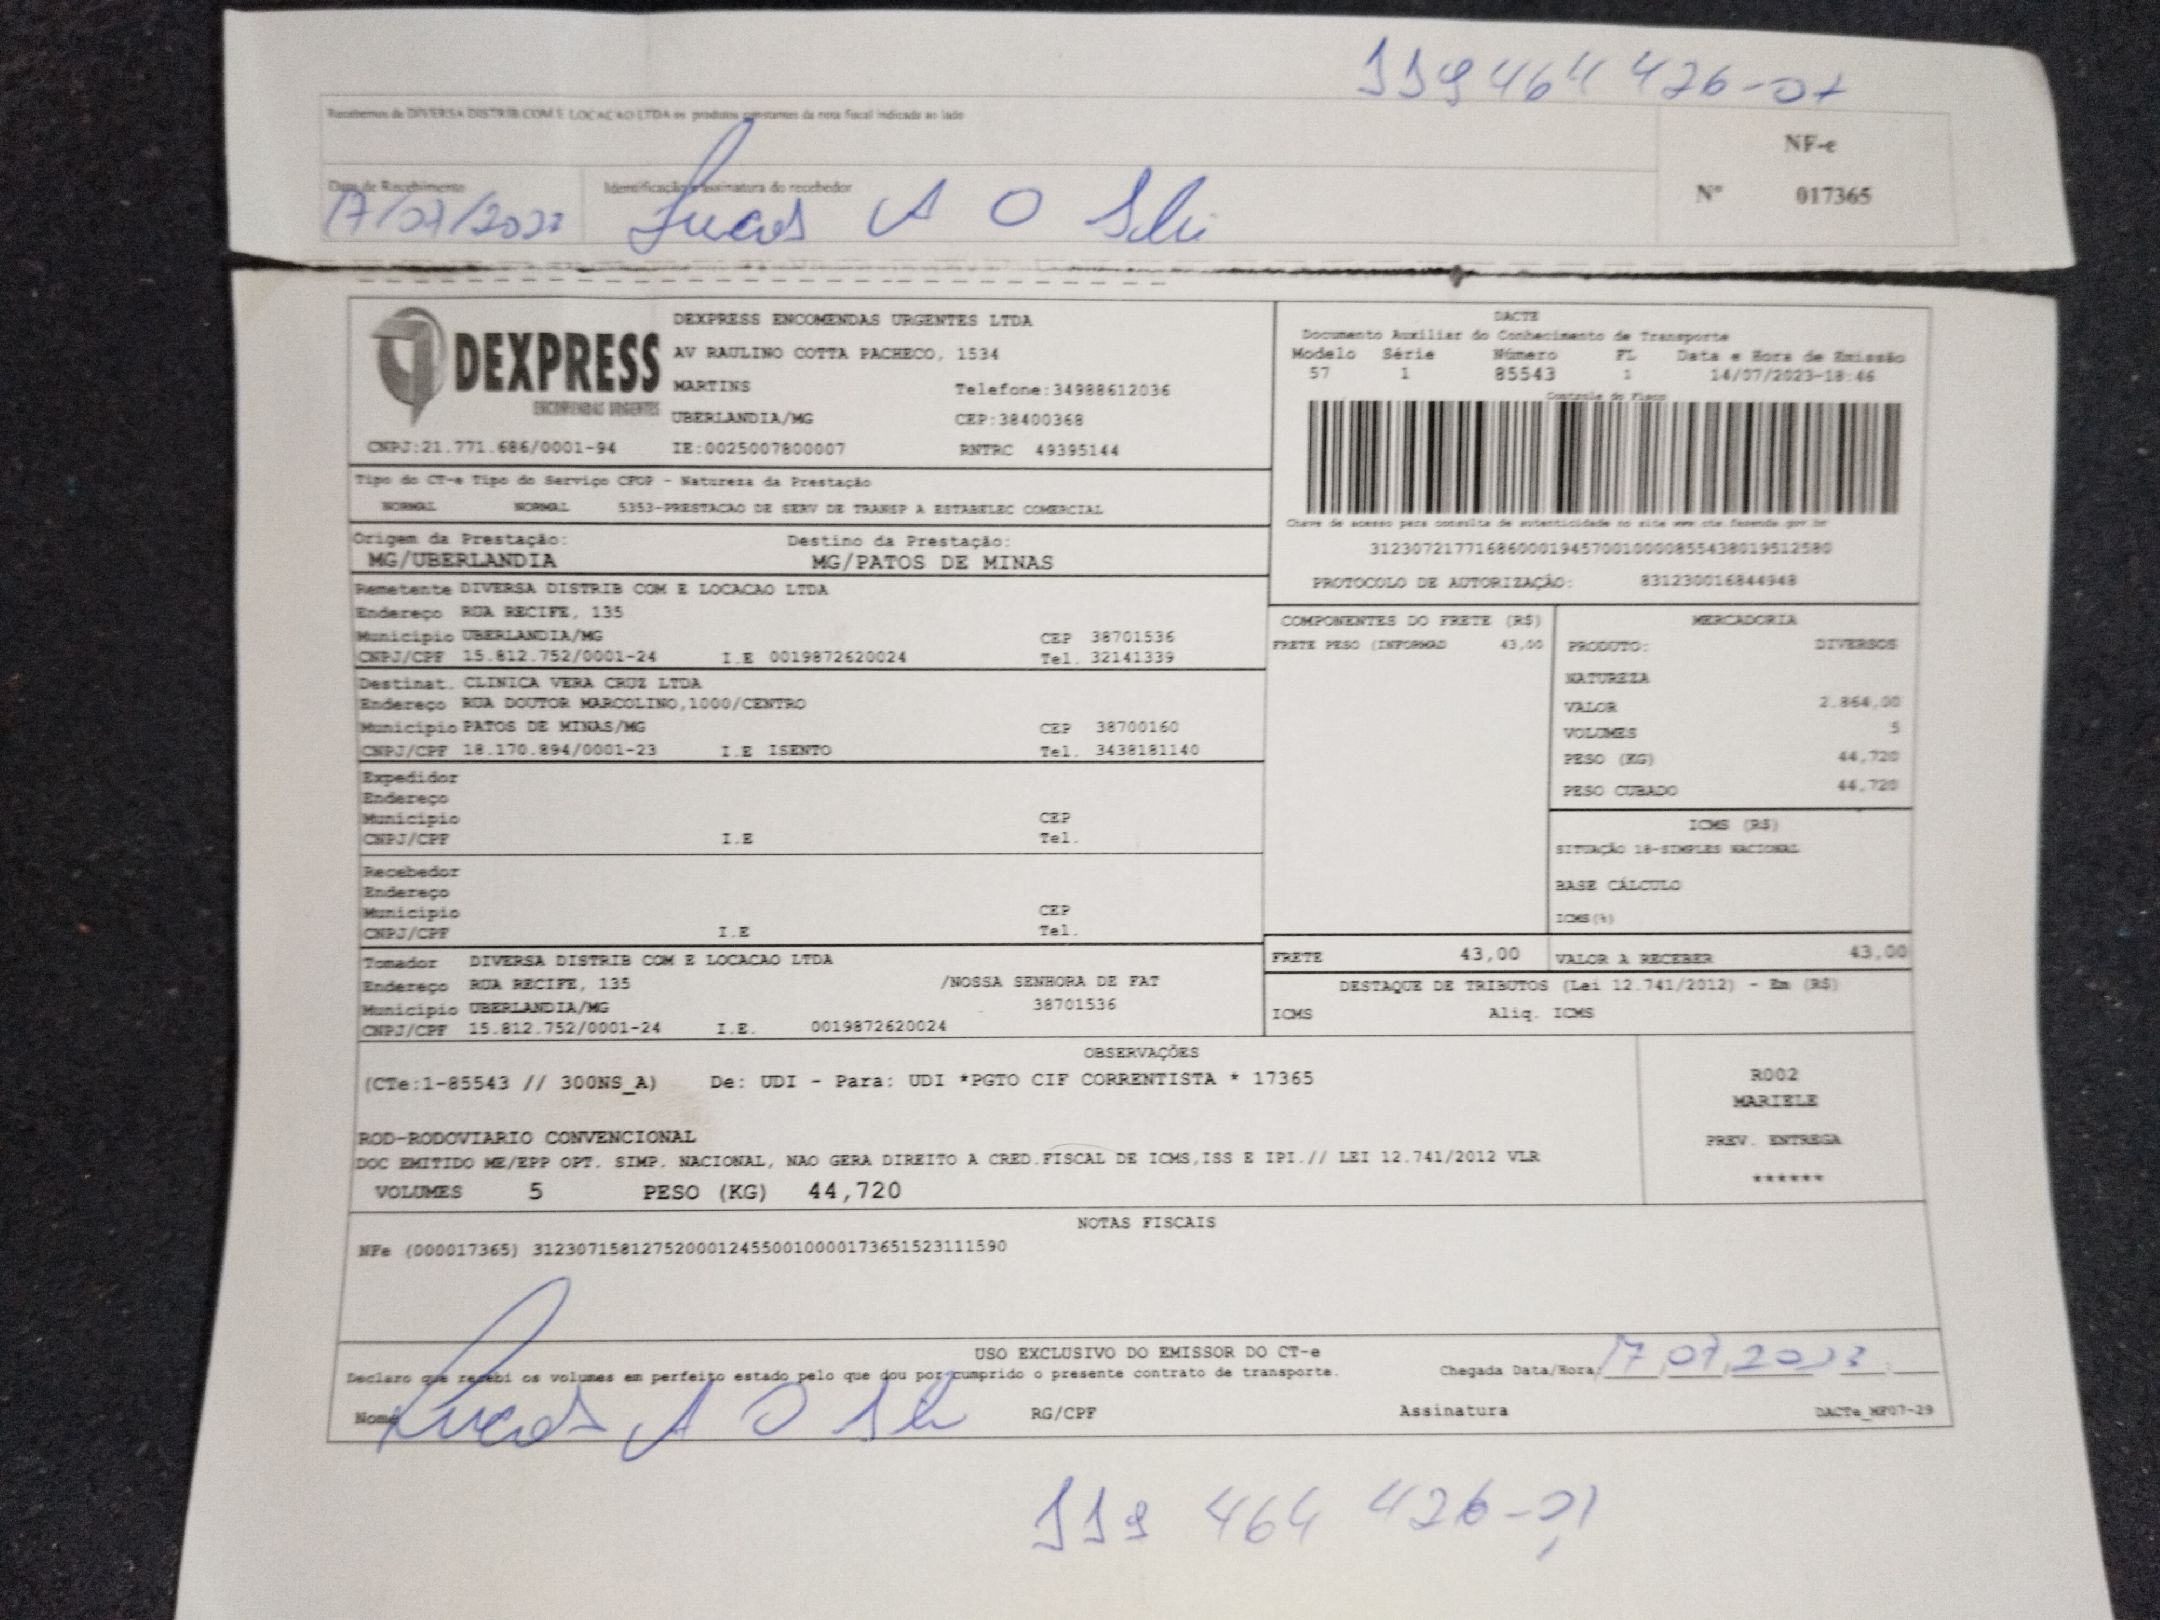 119 464 426-07
Recebemos de DIVERSA DISTRIB COM E LOCACAO LTDA os produtos constantes da nota fiscal indicada ao lado
NF-e
Nº 017365
Data de Recebimento
17/07/2023
Identificação e assinatura do recebedor
Lucas A O
DEXPRESS
ENCOMENDAS URGENTES
DEXPRESS ENCOMENDAS URGENTES LTDA
AV RAULINO COTTA PACHECO, 1534
MARTINS Telefone:34988612036
UBERLANDIA/MG CEP:38400368
CNPJ:21.771.686/0001-94 IE:0025007800007 RNTRC 49395144
DACTE
Documento Auxiliar do Conhecimento de Transporte
Modelo Série Número FL Data e Hora de Emissão
57 1 85543 1 14/07/2023-18:46
Controle do Fisco
Chave de acesso para consulta de autenticidade no site www.cte.fazenda.gov.br
31230721771686000194570010000855438019512580
PROTOCOLO DE AUTORIZAÇÃO: 831230016844948
Tipo do CT-e Tipo do Serviço CFOP - Natureza da Prestação
NORMAL NORMAL 5353-PRESTACAO DE SERV DE TRANSP A ESTABELEC COMERCIAL
Origem da Prestação: Destino da Prestação:
MG/UBERLANDIA MG/PATOS DE MINAS
Remetente DIVERSA DISTRIB COM E LOCACAO LTDA
Endereço RUA RECIFE, 135
Municipio UBERLANDIA/MG CEP 38701536
CNPJ/CPF 15.812.752/0001-24 I.E 0019872620024 Tel. 32141339
Destinat. CLINICA VERA CRUZ LTDA
Endereço RUA DOUTOR MARCOLINO,1000/CENTRO
Municipio PATOS DE MINAS/MG CEP 38700160
CNPJ/CPF 18.170.894/0001-23 I.E ISENTO Tel. 3438181140
Expedidor
Endereço
Municipio CEP
CNPJ/CPF I.E Tel.
Recebedor
Endereço
Municipio CEP
CNPJ/CPF I.E Tel.
Tomador DIVERSA DISTRIB COM E LOCACAO LTDA
Endereço RUA RECIFE, 135 /NOSSA SENHORA DE FAT
Municipio UBERLANDIA/MG 38701536
CNPJ/CPF 15.812.752/0001-24 I.E. 0019872620024
COMPONENTES DO FRETE (R$)
FRETE PESO (INFORMAD 43,00
MERCADORIA
PRODUTO: DIVERSOS
NATUREZA
VALOR 2.864,00
VOLUMES 5
PESO (KG) 44,720
PESO CUBADO 44,720
ICMS (R$)
SITUAÇÃO 18-SIMPLES NACIONAL
BASE CÁLCULO
ICMS(%)
FRETE 43,00 VALOR A RECEBER 43,00
DESTAQUE DE TRIBUTOS (Lei 12.741/2012) - Em (R$)
ICMS Aliq. ICMS
OBSERVAÇÕES
(CTe:1-85543 // 300NS_A) De: UDI - Para: UDI *PGTO CIF CORRENTISTA * 17365
ROD-RODOVIARIO CONVENCIONAL
DOC EMITIDO ME/EPP OPT. SIMP. NACIONAL, NAO GERA DIREITO A CRED.FISCAL DE ICMS,ISS E IPI.// LEI 12.741/2012 VLR
VOLUMES 5 PESO (KG) 44,720
R002
MARIELE
PREV. ENTREGA
******
NOTAS FISCAIS
NFe (000017365) 31230715812752000124550010000173651523111590
USO EXCLUSIVO DO EMISSOR DO CT-e
Declaro que recebi os volumes em perfeito estado pelo que dou por cumprido o presente contrato de transporte.
Chegada Data/Hora 17 07 2023
Nome Lucas A O
RG/CPF Assinatura DACTe_MF07-29
119 464 426-07